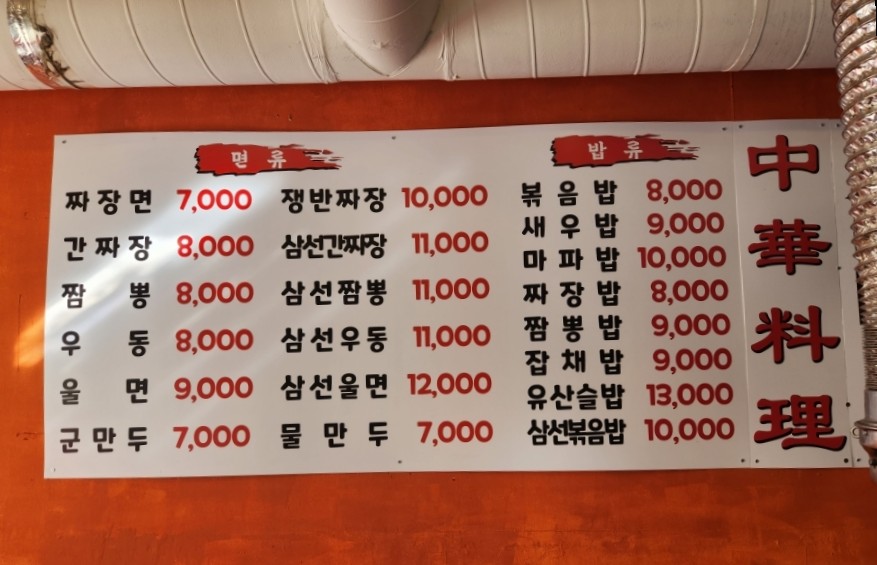 면류
짜장면 7,000
간짜장 8,000
짬뽕 8,000
우동 8,000
울면 9,000
군만두 7,000
쟁반짜장 10,000
삼선간짜장 11,000
삼선짬뽕 11,000
삼선우동 11,000
삼선울면 12,000
물만두 7,000
밥류
볶음밥 8,000
새우밥 9,000
마파밥 10,000
짜장밥 8,000
짬뽕밥 9,000
잡채밥 9,000
유산슬밥 13,000
삼선볶음밥 10,000
中華料理